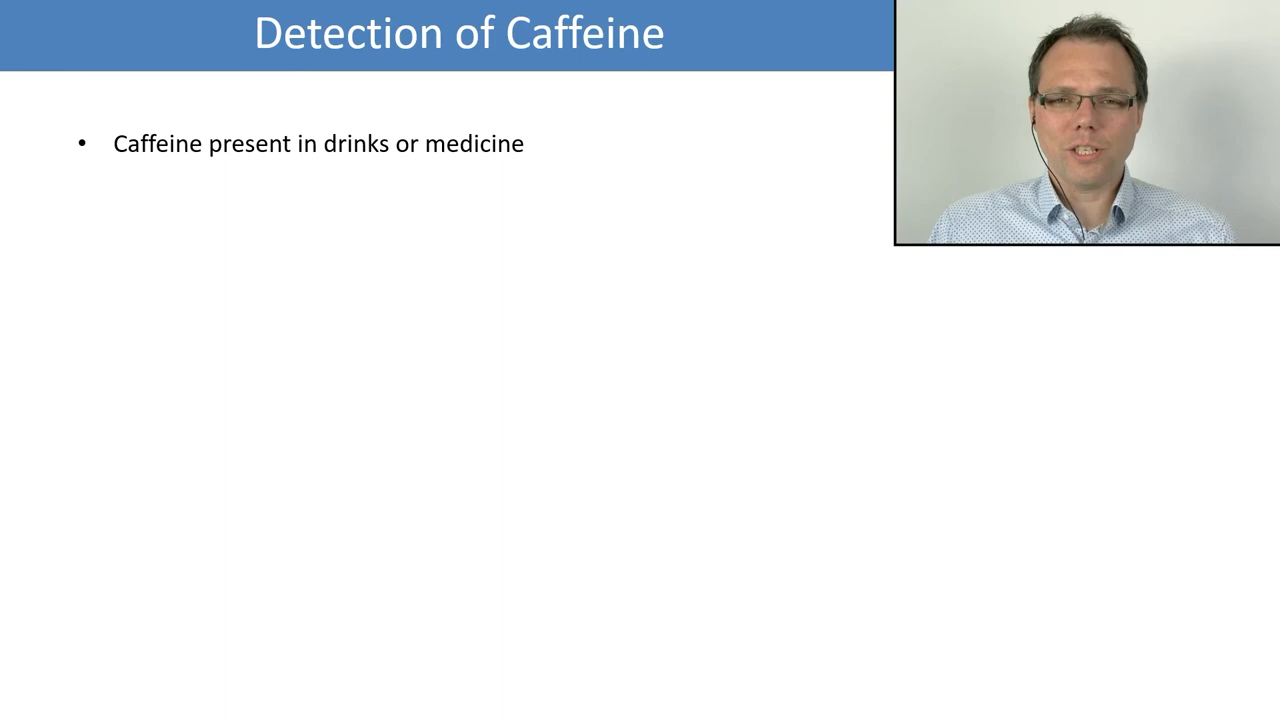 Detection of Caffeine
• Caffeine present in drinks or medicine